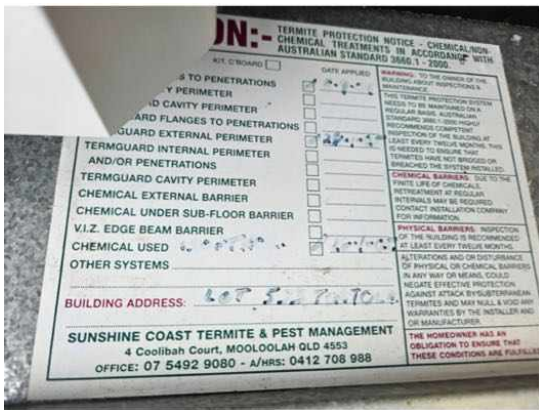 ON:- TERMITE PROTECTION NOTICE - CHEMICAL/NON-
CHEMICAL TREATMENTS IN ACCORDANCE WITH
AUSTRALIAN STANDARD 3660.1 - 2000.
KIT. C'BOARD
DATE APPLIED
S TO PENETRATIONS
Y PERIMETER
D CAVITY PERIMETER
ARD FLANGES TO PENETRATIONS
GUARD EXTERNAL PERIMETER
TERMGUARD INTERNAL PERIMETER
AND/OR PENETRATIONS
TERMGUARD CAVITY PERIMETER
CHEMICAL EXTERNAL BARRIER
CHEMICAL UNDER SUB-FLOOR BARRIER
V.I.Z. EDGE BEAM BARRIER
CHEMICAL USED
OTHER SYSTEMS
BUILDING ADDRESS: LOT
SUNSHINE COAST TERMITE & PEST MANAGEMENT
4 Coolibah Court, MOOLOOLAH QLD 4553
OFFICE: 07 5492 9080 - A/HRS: 0412 708 988
WARNING: TO THE OWNER OF THE
BUILDING ABOUT INSPECTIONS &
MAINTENANCE.
THIS TERMITE PROTECTION SYSTEM
NEEDS TO BE MAINTAINED ON A
REGULAR BASIS. AUSTRALIAN
STANDARD 3660.1-2000 HIGHLY
RECOMMENDS COMPETENT
INSPECTION OF THE BUILDING AT
LEAST EVERY TWELVE MONTHS. THIS
IS NEEDED TO ENSURE THAT
TERMITES HAVE NOT BRIDGED OR
BREACHED THE SYSTEM INSTALLED.
CHEMICAL BARRIERS: DUE TO THE
FINITE LIFE OF CHEMICALS,
RETREATMENT AT REGULAR
INTERVALS MAY BE REQUIRED.
CONTACT INSTALLATION COMPANY
FOR INFORMATION.
PHYSICAL BARRIERS: INSPECTION
OF THE BUILDING IS RECOMMENDED
AT LEAST EVERY TWELVE MONTHS.
ALTERATIONS AND/OR DISTURBANCE
OF PHYSICAL OR CHEMICAL BARRIERS
IN ANY WAY OR MEANS, COULD
NEGATE EFFECTIVE PROTECTION
AGAINST ATTACK BY SUBTERRANEAN
TERMITES AND MAY NULL & VOID ANY
WARRANTIES BY THE INSTALLER AND
OR MANUFACTURER.
THE HOMEOWNER HAS AN
OBLIGATION TO ENSURE THAT
THESE CONDITIONS ARE FULFILLED